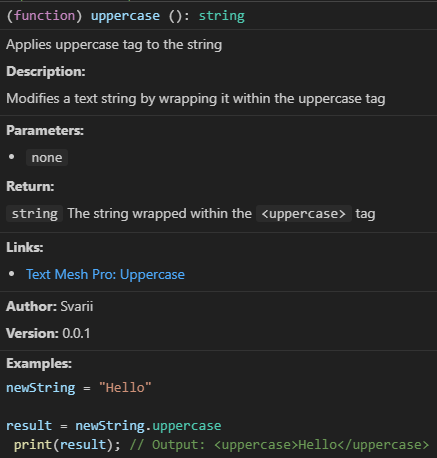 (function) uppercase (): string
Applies uppercase tag to the string
Description:
Modifies a text string by wrapping it within the uppercase tag
Parameters:
• none
Return:
string The string wrapped within the <uppercase> tag
Links:
• Text Mesh Pro: Uppercase
Author: Svarii
Version: 0.0.1
Examples:
newString = "Hello"
result = newString.uppercase
print(result); // Output: <uppercase>Hello</uppercase>